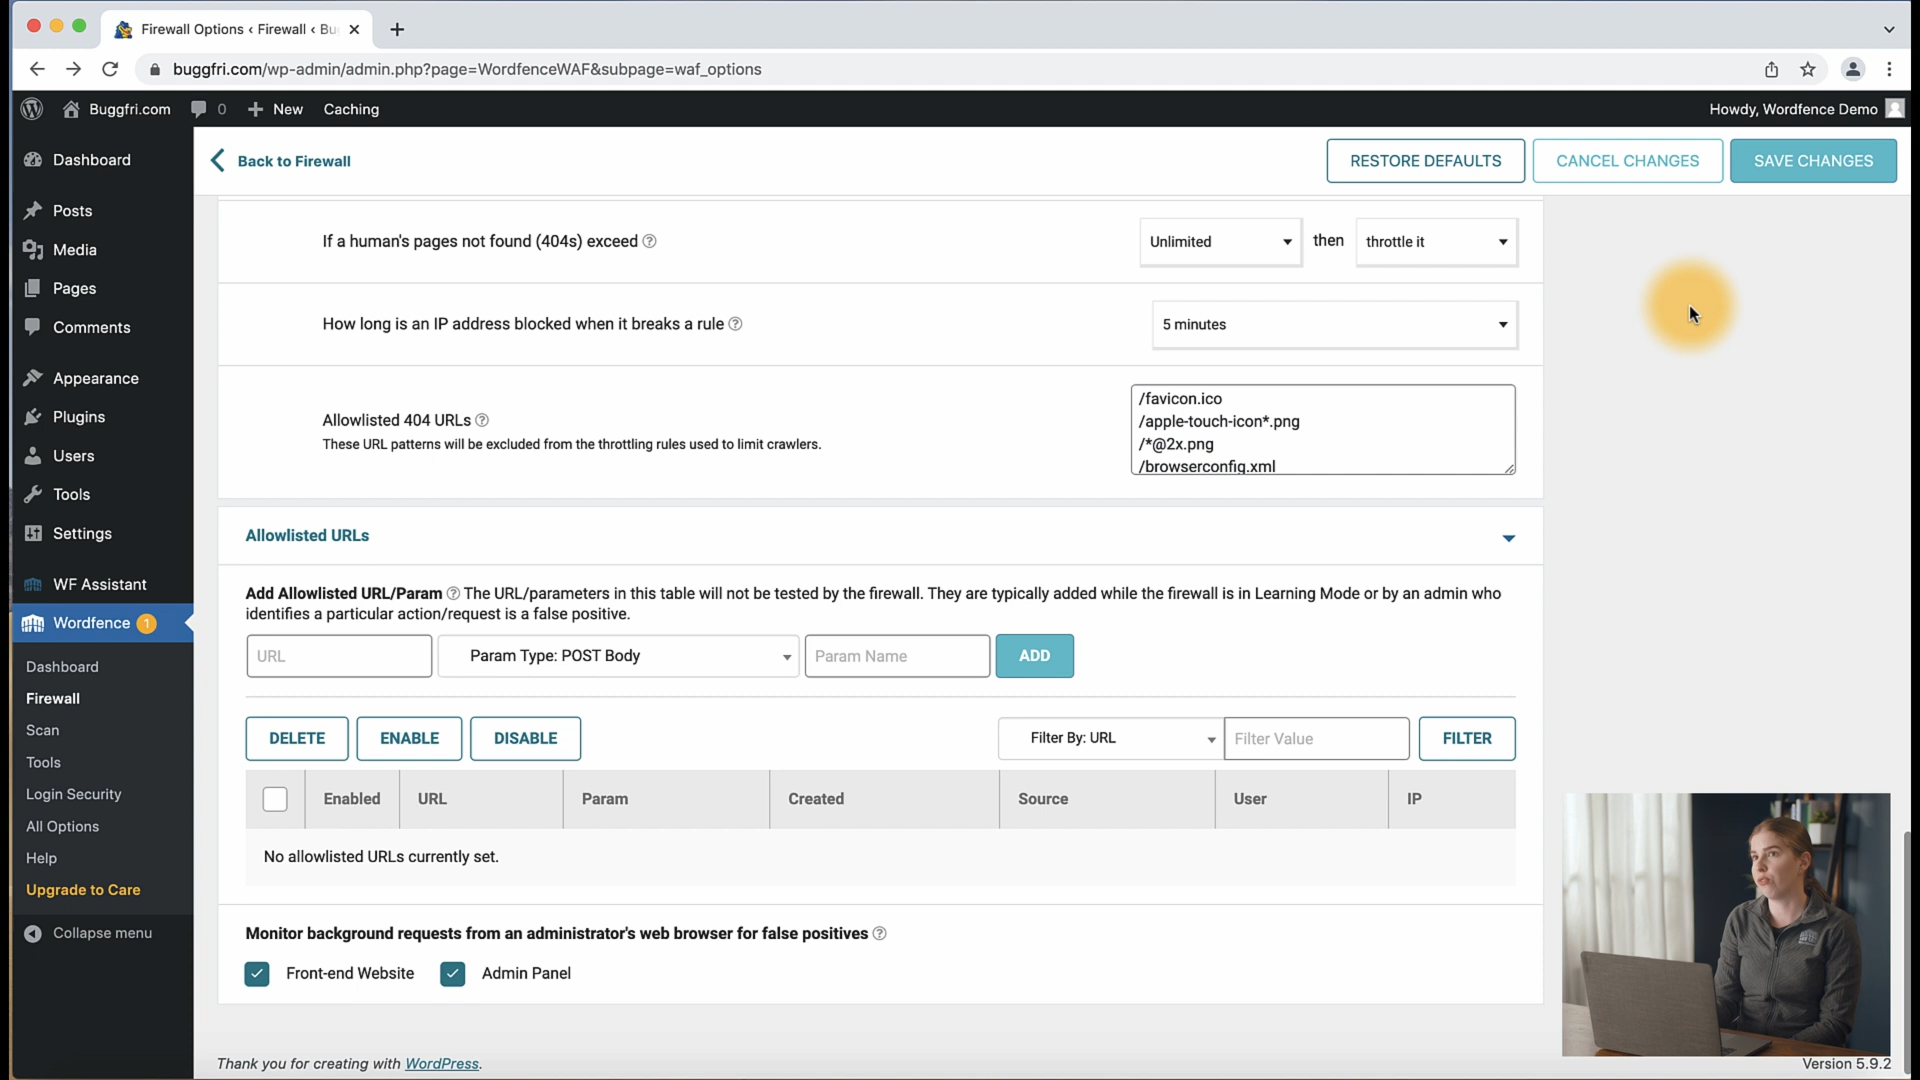 Firewall Options ‹ Firewall ‹ Bu
buggfri.com/wp-admin/admin.php?page=WordfenceWAF&subpage=waf_options
Buggfri.com
0
New
Caching
Howdy, Wordfence Demo
Dashboard
Posts
Media
Pages
Comments
Appearance
Plugins
Users
Tools
Settings
WF Assistant
Wordfence 1
Dashboard
Firewall
Scan
Tools
Login Security
All Options
Help
Upgrade to Care
Collapse menu
Back to Firewall
RESTORE DEFAULTS
CANCEL CHANGES
SAVE CHANGES
If a human's pages not found (404s) exceed
Unlimited
then
throttle it
How long is an IP address blocked when it breaks a rule
5 minutes
Allowlisted 404 URLs
These URL patterns will be excluded from the throttling rules used to limit crawlers.
/favicon.ico
/apple-touch-icon*.png
/*@2x.png
/browserconfig.xml
Allowlisted URLs
Add Allowlisted URL/Param The URL/parameters in this table will not be tested by the firewall. They are typically added while the firewall is in Learning Mode or by an admin who
identifies a particular action/request is a false positive.
URL
Param Type: POST Body
Param Name
ADD
DELETE
ENABLE
DISABLE
Filter By: URL
Filter Value
FILTER
Enabled
URL
Param
Created
Source
User
IP
No allowlisted URLs currently set.
Monitor background requests from an administrator's web browser for false positives
Front-end Website
Admin Panel
Thank you for creating with WordPress.
Version 5.9.2